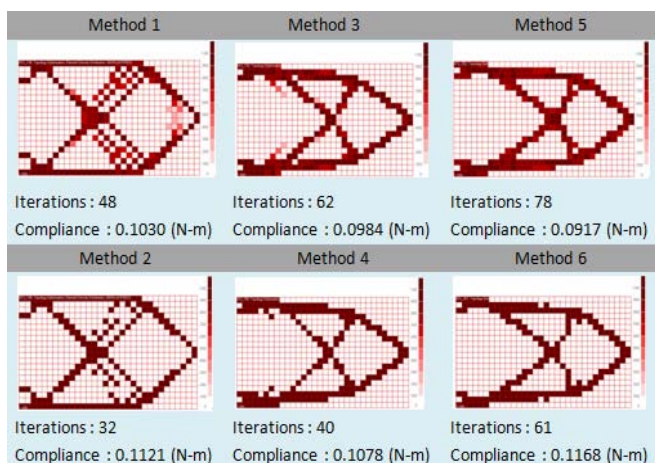 Method 1 Method 3 Method 5
Iterations : 48 Iterations : 62 Iterations : 78
Compliance : 0.1030 (N-m) Compliance : 0.0984 (N-m) Compliance : 0.0917 (N-m)
Method 2 Method 4 Method 6
Iterations : 32 Iterations : 40 Iterations : 61
Compliance : 0.1121 (N-m) Compliance : 0.1078 (N-m) Compliance : 0.1168 (N-m)